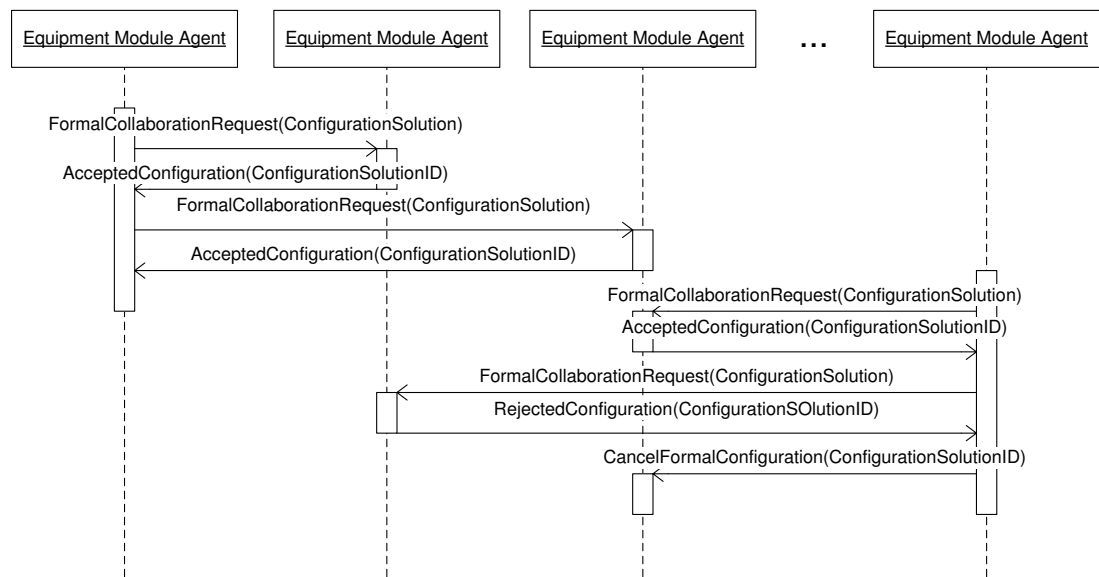 Equipment Module Agent
Equipment Module Agent
Equipment Module Agent
...
Equipment Module Agent
FormalCollaborationRequest(ConfigurationSolution)
AcceptedConfiguration(ConfigurationSolutionID)
FormalCollaborationRequest(ConfigurationSolution)
AcceptedConfiguration(ConfigurationSolutionID)
FormalCollaborationRequest(ConfigurationSolution)
AcceptedConfiguration(ConfigurationSolutionID)
FormalCollaborationRequest(ConfigurationSolution)
RejectedConfiguration(ConfigurationSOlutionID)
CancelFormalConfiguration(ConfigurationSolutionID)